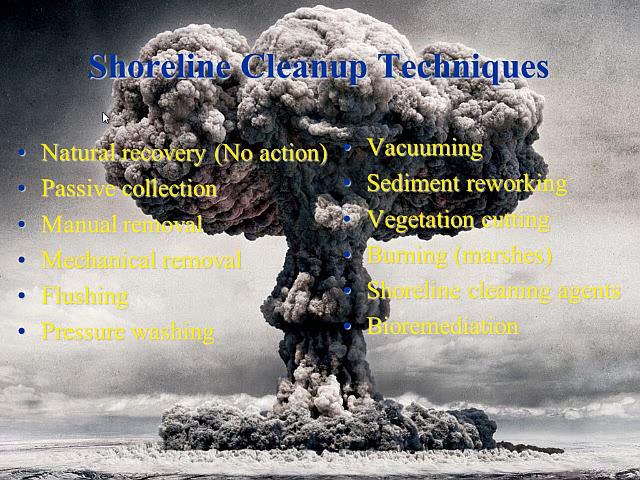 Shoreline Cleanup Techniques
• Natural recovery (No action)
• Passive collection
• Manual removal
• Mechanical removal
• Flushing
• Pressure washing
• Vacuuming
• Sediment reworking
• Vegetation cutting
• Burning (marshes)
• Shoreline cleaning agents
• Bioremediation